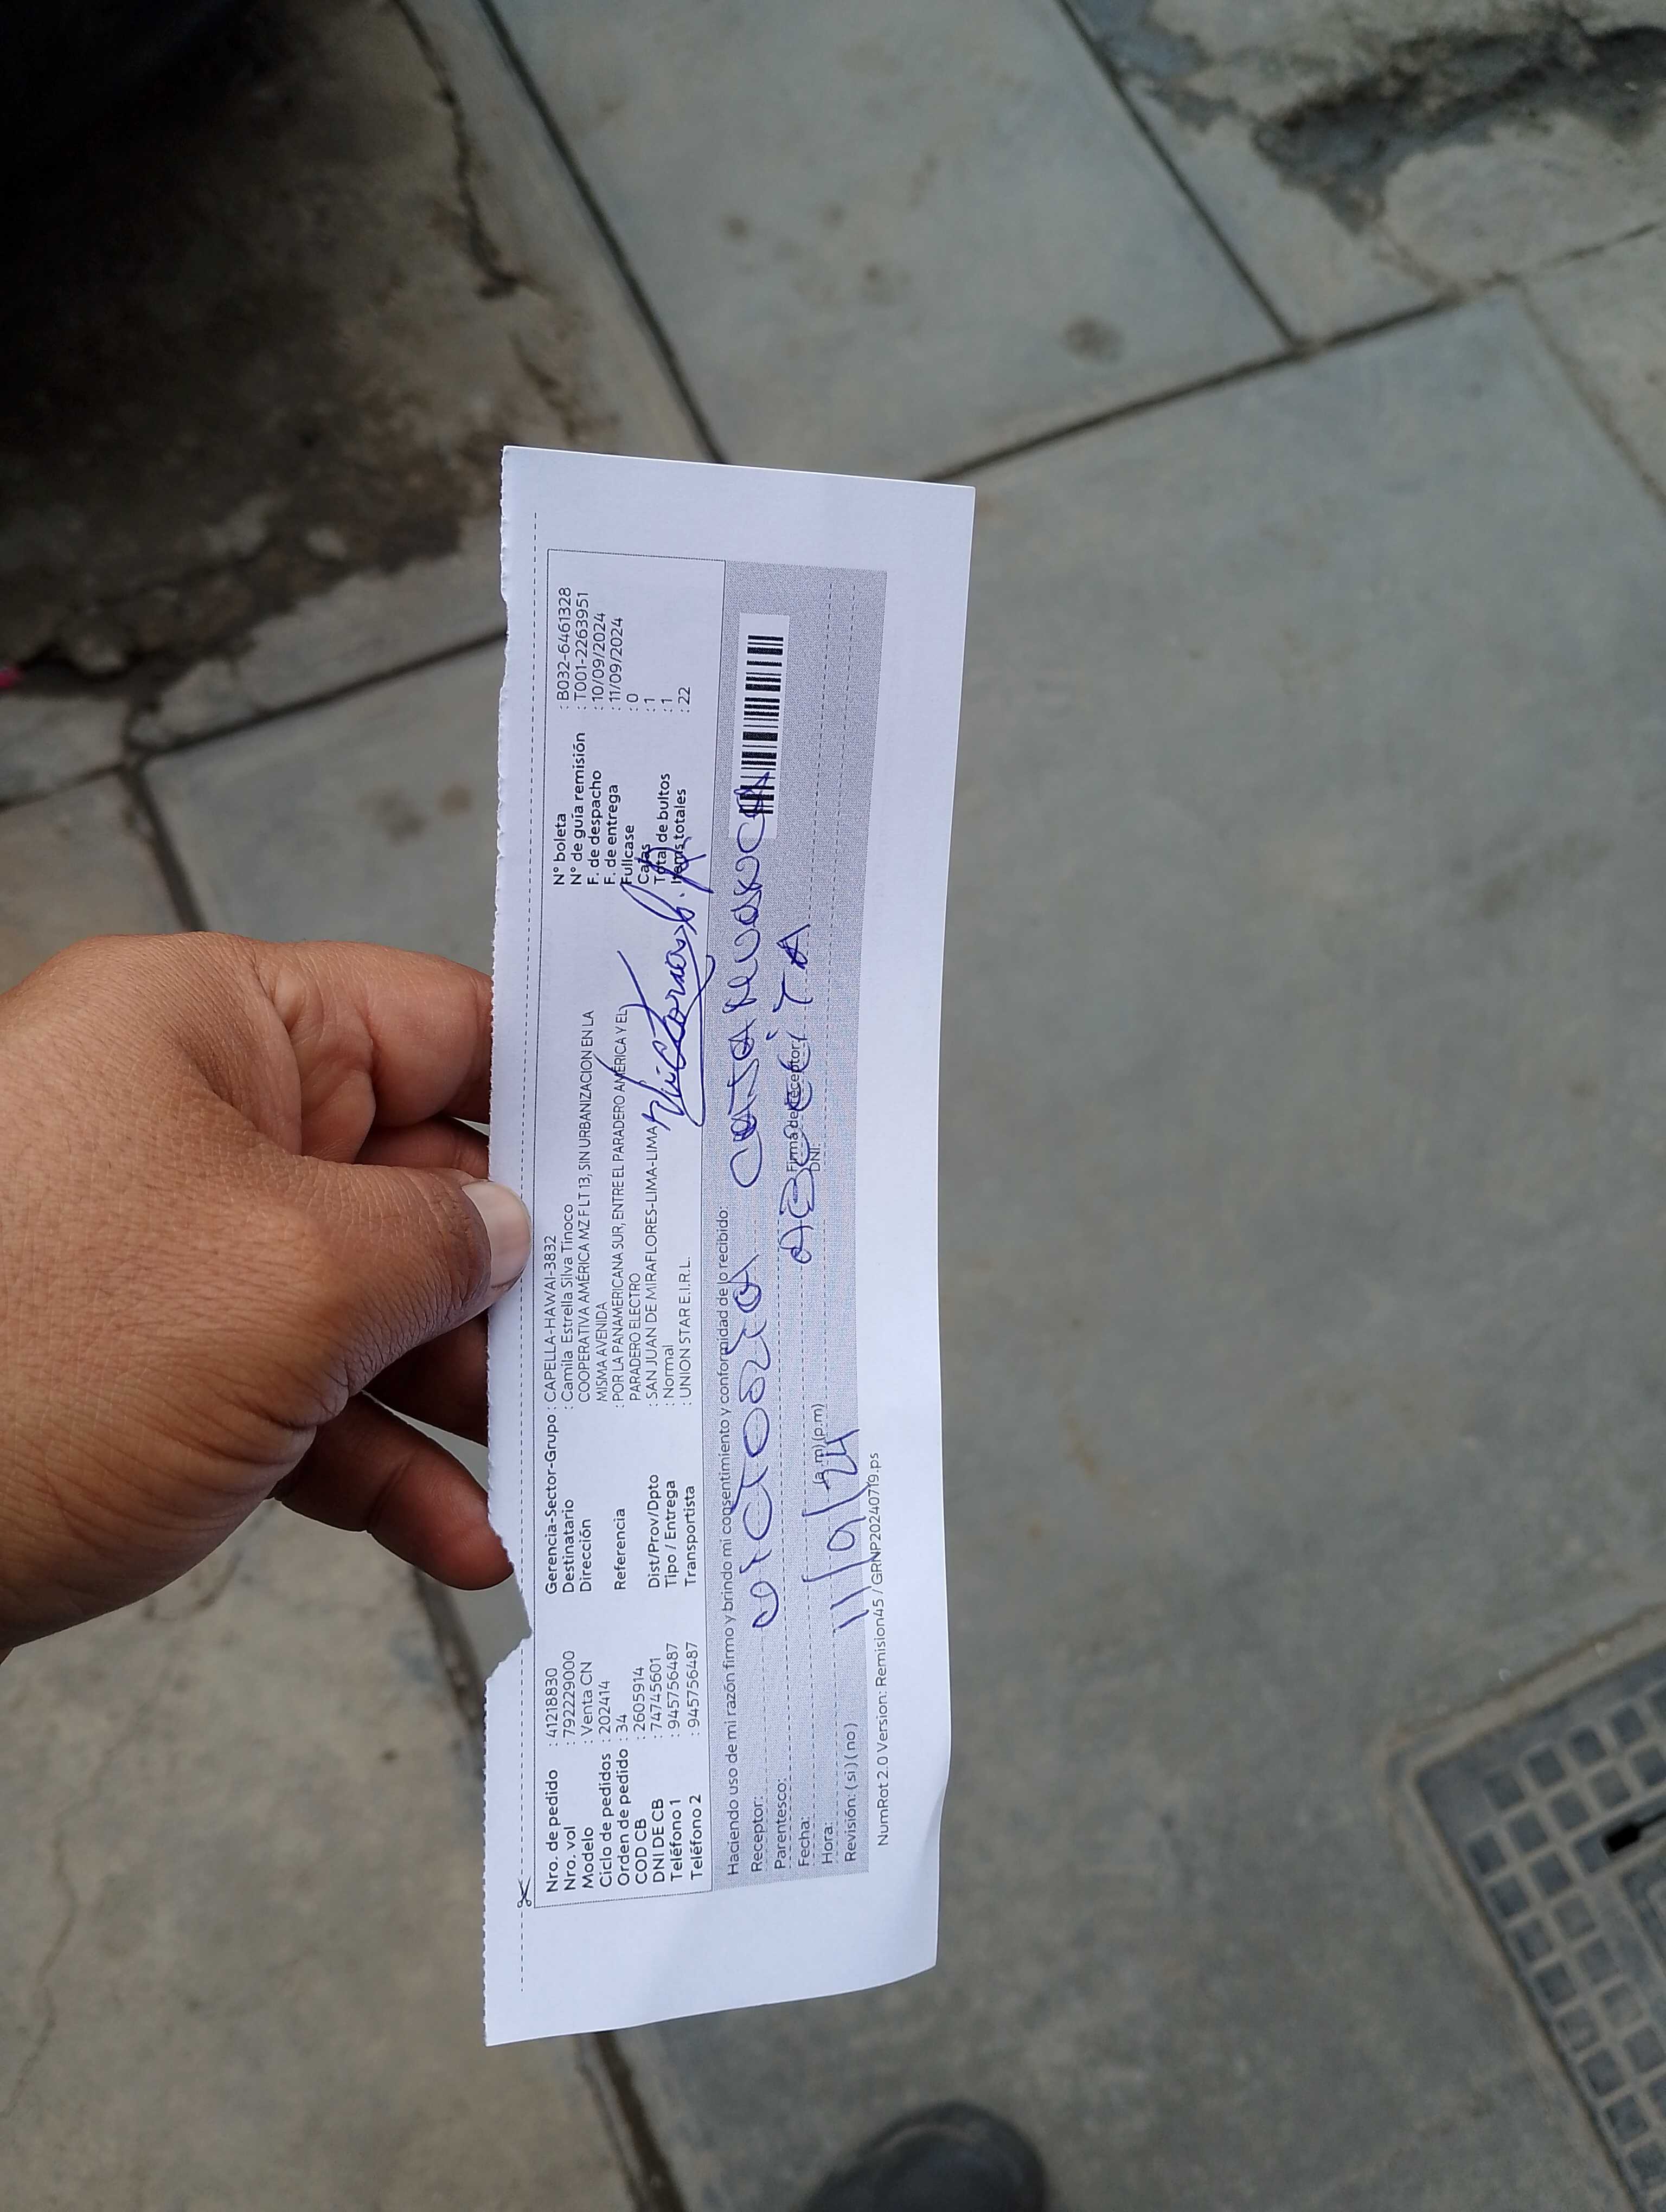 Nro. de pedido : 41218830
Nro. vol : 792229000
Modelo : Venta CN
Ciclo de pedidos : 202414
Orden de pedido : 34
COD CB : 2605914
DNI DE CB : 74745601
Teléfono 1 : 945756487
Teléfono 2 : 945756487
Gerencia-Sector-Grupo : CAPELLA-HAWAI-3832
Destinatario : Camila Estrella Silva Tinoco
Dirección : COOPERATIVA AMÉRICA MZ F LT 13, SIN URBANIZACION EN LA
MISMA AVENIDA
Referencia : POR LA PANAMERICANA SUR, ENTRE EL PARADERO AMÉRICA Y EL
PARADERO ELECTRO
Dist/Prov/Dpto : SAN JUAN DE MIRAFLORES-LIMA-LIMA
Tipo / Entrega : Normal
Transportista : UNION STAR E.I.R.L.
N° boleta : B032-6461328
N° de guía remisión : T001-2263951
F. de despacho : 10/09/2024
F. de entrega : 11/09/2024
Fullcase : 0
Cajas : 1
Total de bultos : 1
Items totales : 22
Haciendo uso de mi razón firmo y brindo mi consentimiento y conformidad de lo recibido:
Receptor: VICTORIA
Parentesco: ABUELITA
Fecha: 11/9/24
Hora: (a.m) (p.m)
Revisión: (si) (no)
Firma de receptor:
DNI:
NumRot 2.0 Version: Remision45 / GRNP20240719.ps